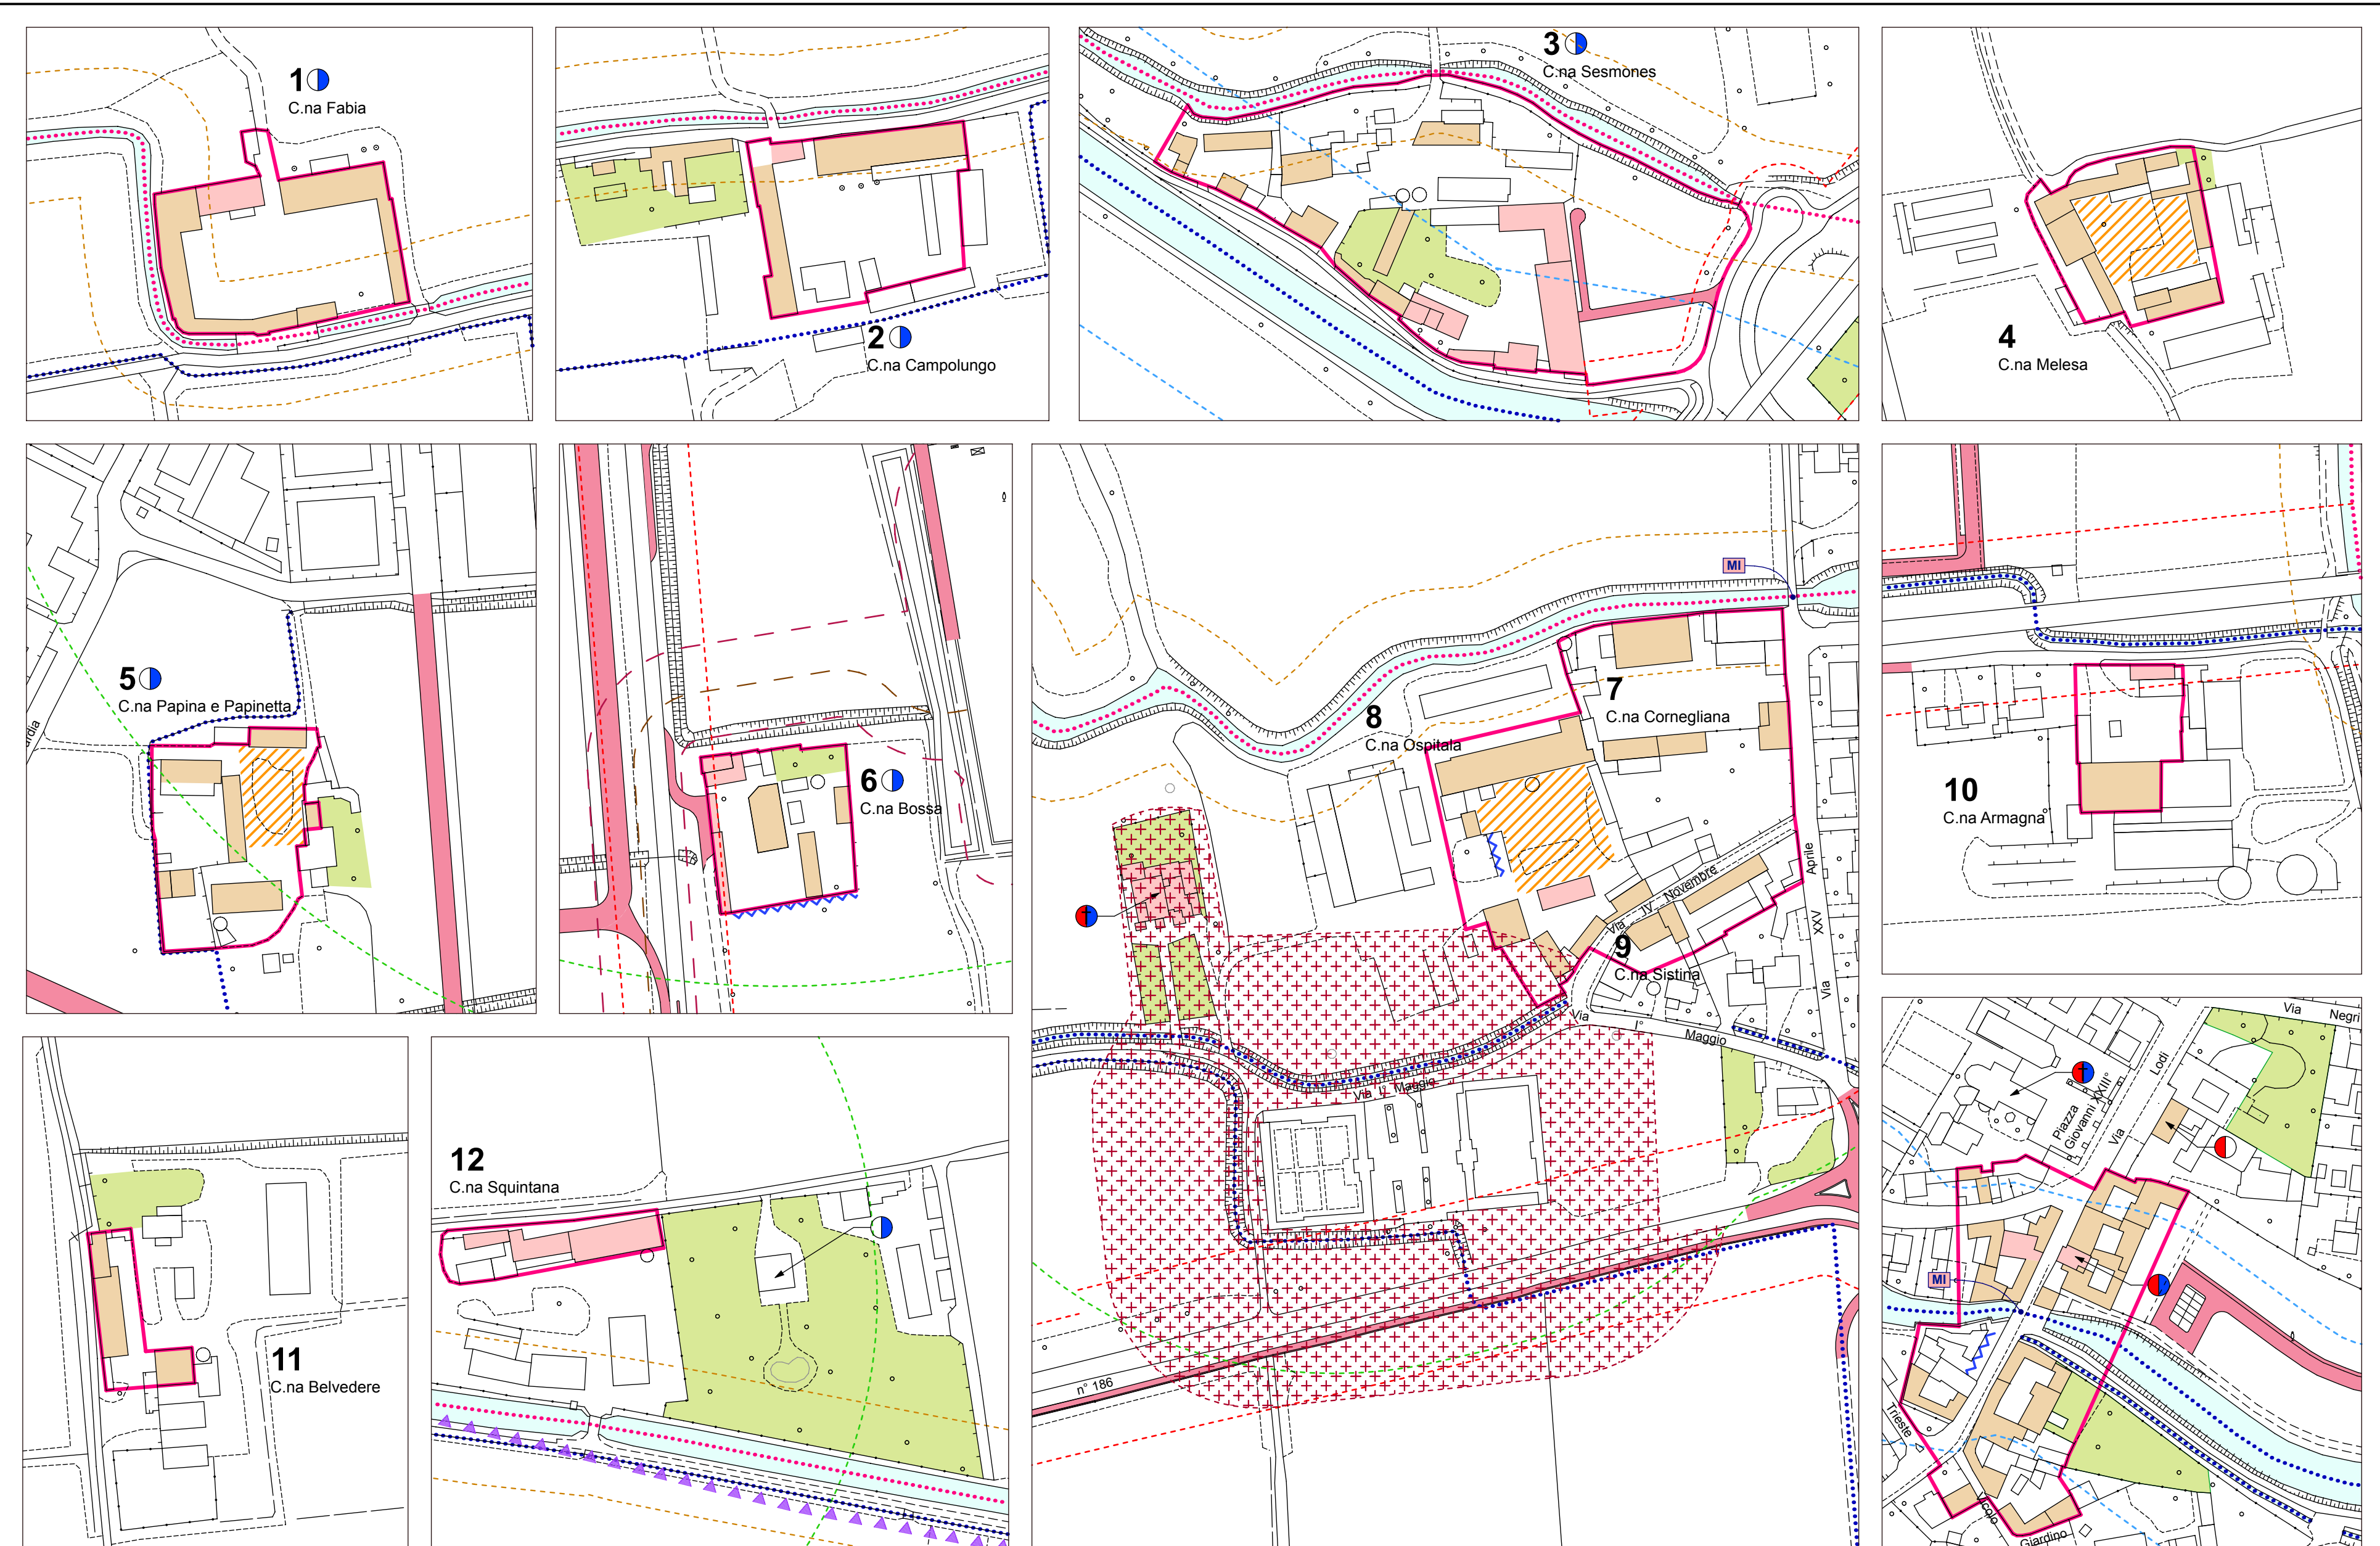 1
C.na Fabia
2
C.na Campolungo
3
C.na Sesmones
4
C.na Melesa
5
C.na Papina e Papinetta
ardia
6
C.na Bossa
MI
7
C.na Cornegliana
8
C.na Ospitala
Via IV Novembre
9
C.na Sistina
Via XXV Aprile
Via I° Maggio
Via I° Maggio
n° 186
10
C.na Armagna
11
C.na Belvedere
12
C.na Squintana
Via Negri
Via Lodi
Piazza
Giovanni XXIII°
MI
Trieste
Vicolo
Giardino